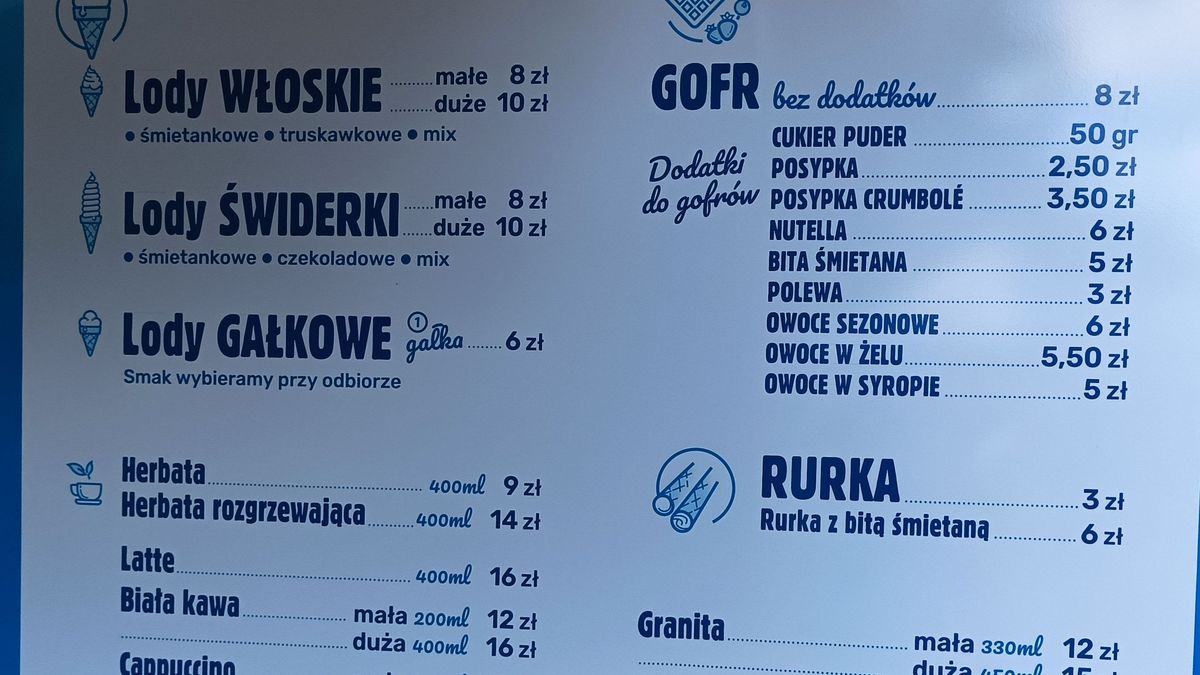 Lody WŁOSKIE ........ małe 8 zł
........ duże 10 zł
• śmietankowe • truskawkowe • mix
Lody ŚWIDERKI ........ małe 8 zł
........ duże 10 zł
• śmietankowe • czekoladowe • mix
Lody GAŁKOWE 1 gałka ........ 6 zł
Smak wybieramy przy odbiorze
Herbata ........ 400ml 9 zł
Herbata rozgrzewająca ........ 400ml 14 zł
Latte ........ 400ml 16 zł
Biała kawa ........ mała 200ml 12 zł
........ duża 400ml 16 zł
Cappuccino
GOFR bez dodatków ........ 8 zł
Dodatki do gofrów
CUKIER PUDER ........ 50 gr
POSYPKA ........ 2,50 zł
POSYPKA CRUMBOLÉ ........ 3,50 zł
NUTELLA ........ 6 zł
BITA ŚMIETANA ........ 5 zł
POLEWA ........ 3 zł
OWOCE SEZONOWE ........ 6 zł
OWOCE W ŻELU ........ 5,50 zł
OWOCE W SYROPIE ........ 5 zł
RURKA ........ 3 zł
Rurka z bitą śmietaną ........ 6 zł
Granita ........ mała 330ml 12 zł
........ duża 450ml 15 zł